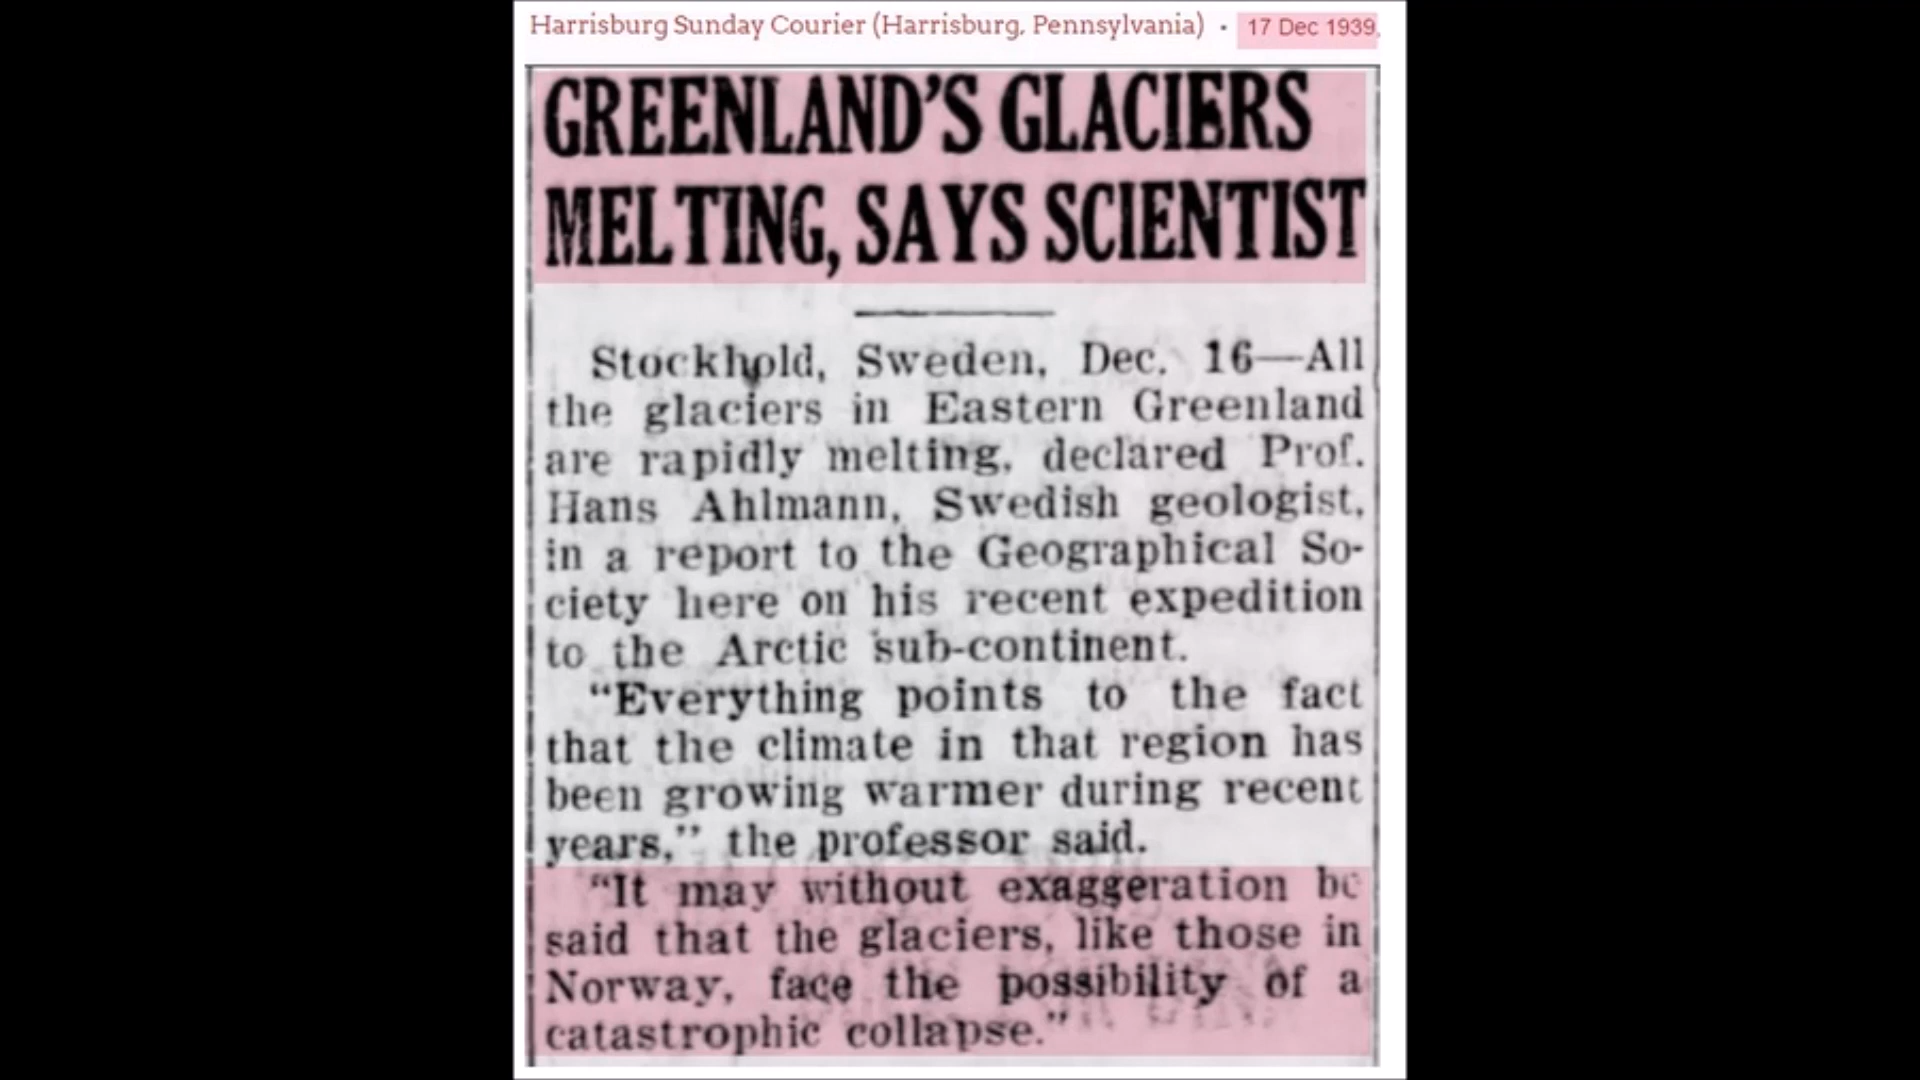 Harrisburg Sunday Courier (Harrisburg, Pennsylvania) · 17 Dec 1939,
GREENLAND'S GLACIERS
MELTING, SAYS SCIENTIST
Stockhold, Sweden, Dec. 16—All
the glaciers in Eastern Greenland
are rapidly melting, declared Prof.
Hans Ahlmann, Swedish geologist,
in a report to the Geographical So-
ciety here on his recent expedition
to the Arctic sub-continent.
"Everything points to the fact
that the climate in that region has
been growing warmer during recent
years," the professor said.
"It may without exaggeration be
said that the glaciers, like those in
Norway, face the possibility of a
catastrophic collapse."